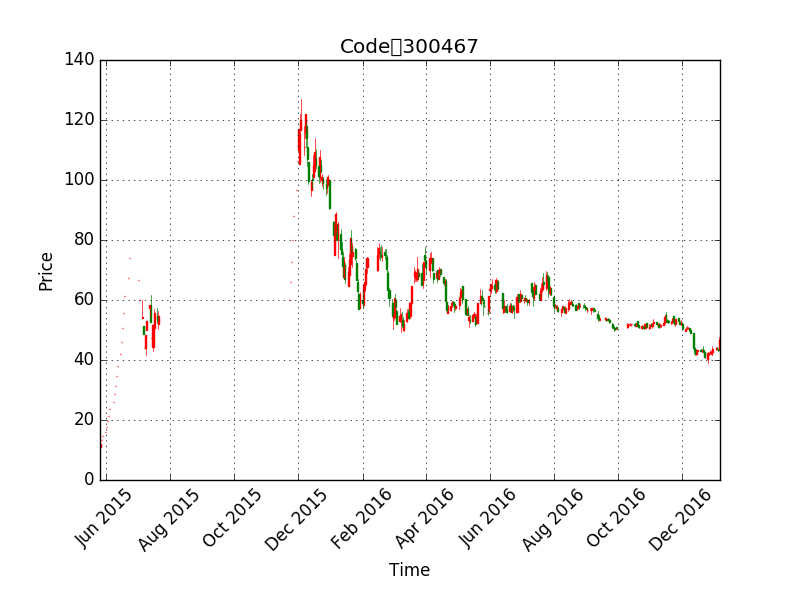 Code▯300467
Price
140
120
100
80
60
40
20
0
Jun 2015
Aug 2015
Oct 2015
Dec 2015
Feb 2016
Apr 2016
Jun 2016
Aug 2016
Oct 2016
Dec 2016
Time